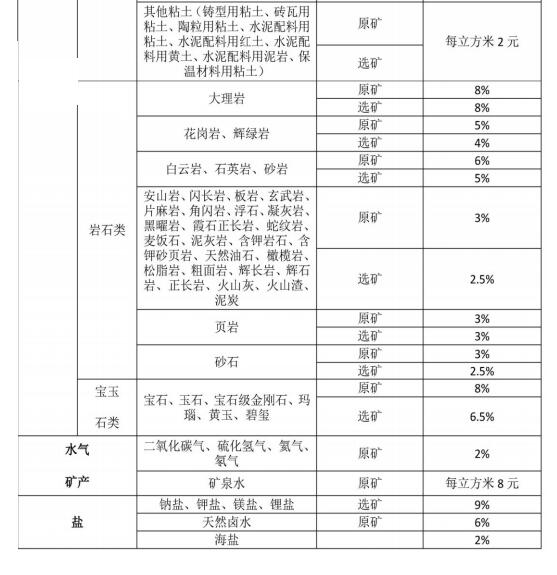 其他粘土（铸型用粘土、砖瓦用
粘土、陶粒用粘土、水泥配料用
粘土、水泥配料用红土、水泥配
料用黄土、水泥配料用泥岩、保
温材料用粘土）
原矿
选矿
每立方米 2 元
岩石类
大理岩
原矿
8%
选矿
8%
花岗岩、辉绿岩
原矿
5%
选矿
4%
白云岩、石英岩、砂岩
原矿
6%
选矿
5%
安山岩、闪长岩、板岩、玄武岩、
片麻岩、角闪岩、浮石、凝灰岩、
黑曜岩、霞石正长岩、蛇纹岩、
麦饭石、泥灰岩、含钾岩石、含
钾砂页岩、天然油石、橄榄岩、
松脂岩、粗面岩、辉长岩、辉石
岩、正长岩、火山灰、火山渣、
泥炭
原矿
3%
选矿
2.5%
页岩
原矿
3%
选矿
3%
砂石
原矿
3%
选矿
2.5%
宝玉
石类
宝石、玉石、宝石级金刚石、玛
瑙、黄玉、碧玺
原矿
8%
选矿
6.5%
水气
矿产
二氧化碳气、硫化氢气、氦气、
氡气
原矿
2%
矿泉水
原矿
每立方米 8 元
盐
钠盐、钾盐、镁盐、锂盐
选矿
9%
天然卤水
原矿
6%
海盐
2%